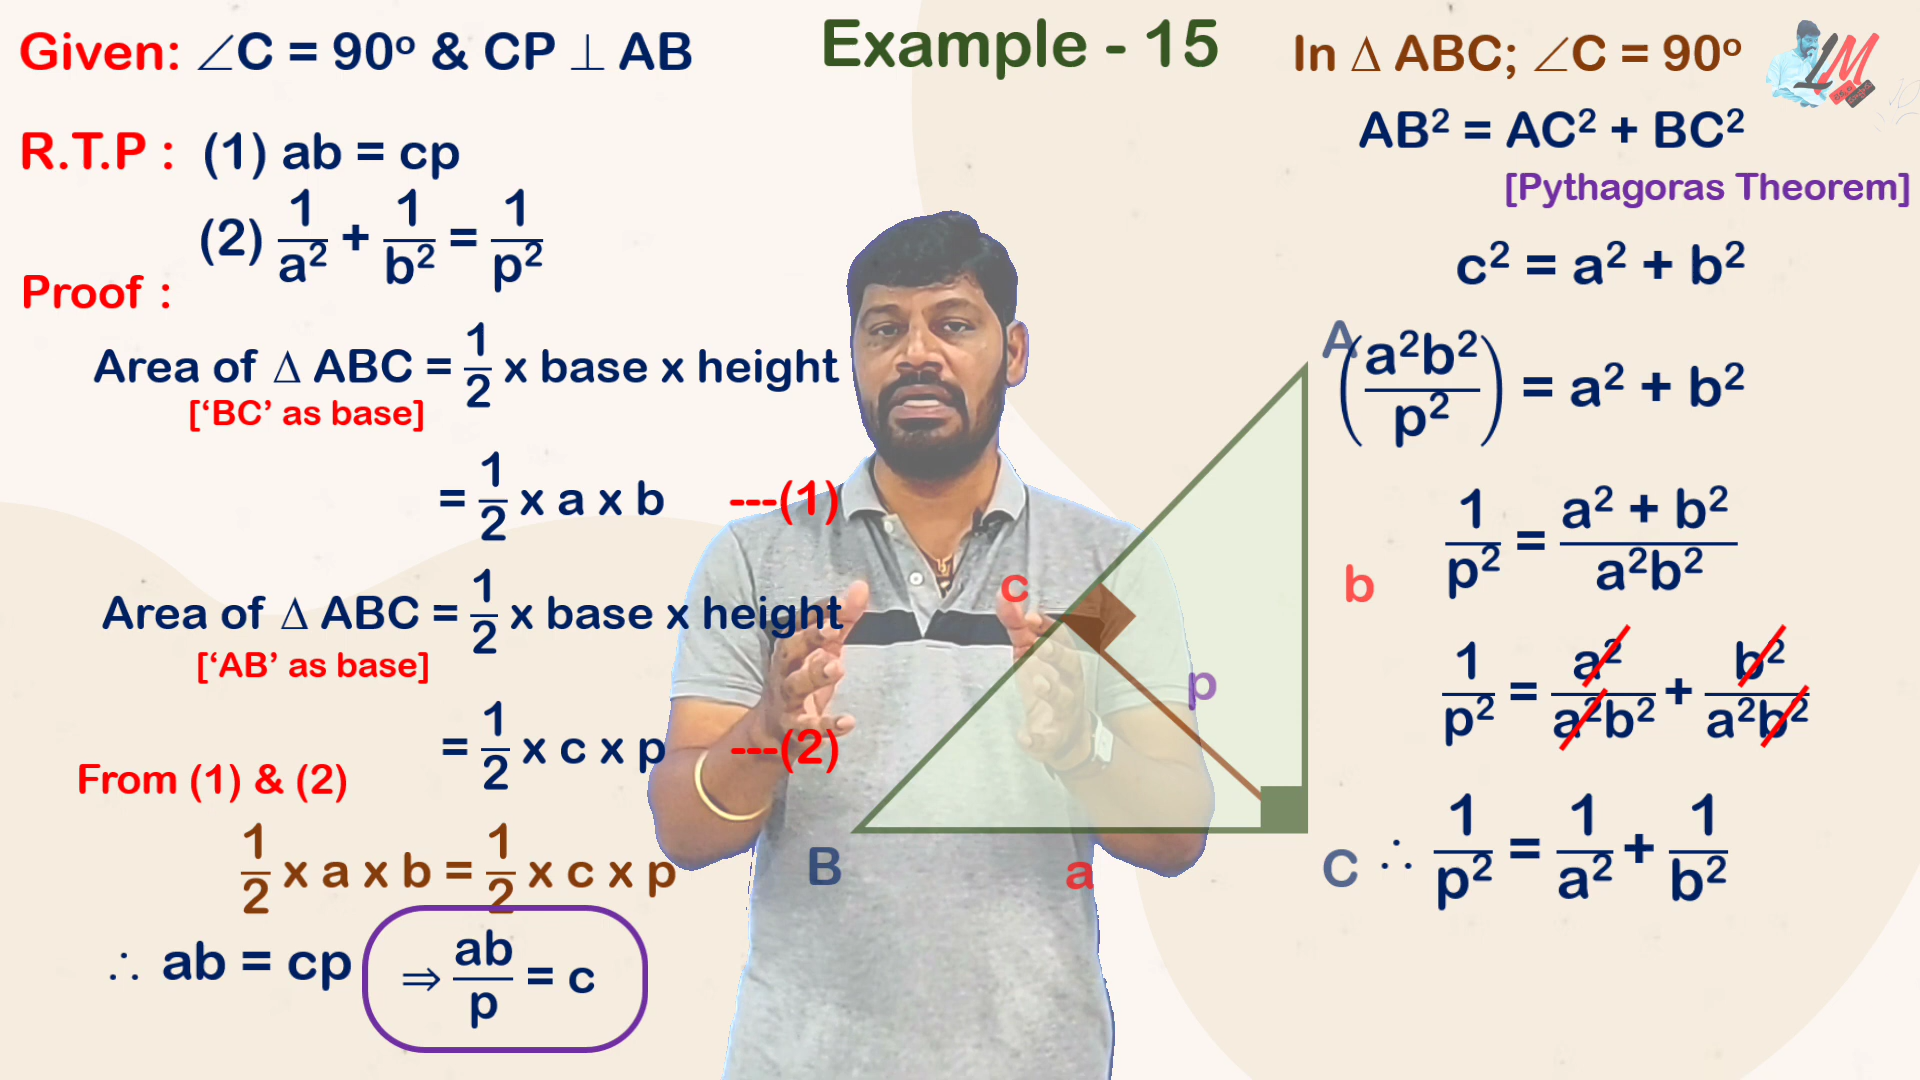 Example - 15
Given: ∠C = 90° & CP ⊥ AB
R.T.P : (1) ab = cp
(2) 1/a² + 1/b² = 1/p²
Proof :
Area of Δ ABC = 1/2 x base x height
['BC' as base]
= 1/2 x a x b ---(1)
Area of Δ ABC = 1/2 x base x height
['AB' as base]
= 1/2 x c x p ---(2)
From (1) & (2)
1/2 x a x b = 1/2 x c x p
∴ ab = cp ⇒ ab/p = c
A
c
b
p
B
a
C
In Δ ABC; ∠C = 90°
AB² = AC² + BC²
[Pythagoras Theorem]
c² = a² + b²
(a²b²/p²) = a² + b²
1/p² = a² + b²/a²b²
1/p² = a²/a²b² + b²/a²b²
∴ 1/p² = 1/a² + 1/b²
LM